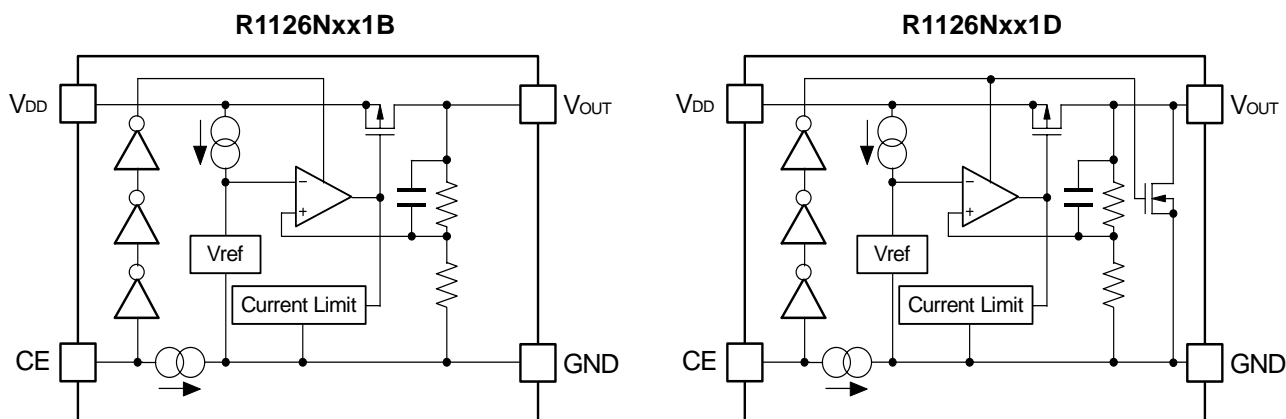 R1126Nxx1B
VDD
VOUT
−
+
Vref
Current Limit
CE
GND
R1126Nxx1D
VDD
VOUT
−
+
Vref
Current Limit
CE
GND